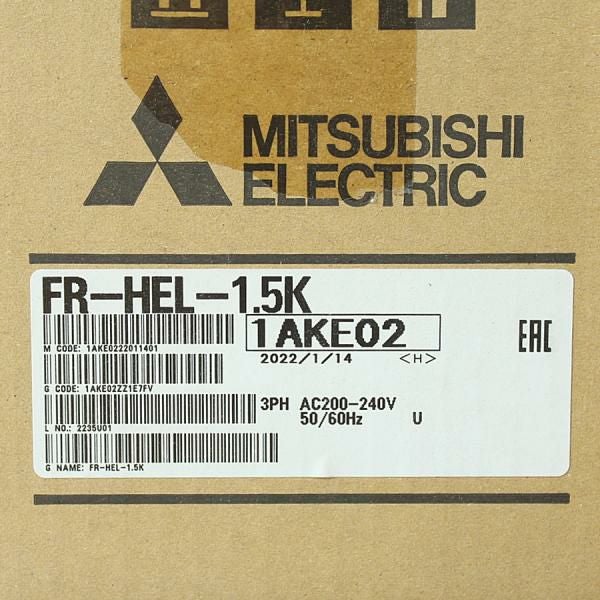 MITSUBISHI
ELECTRIC
FR-HEL-1.5K
1AKE02
EAC
M CODE: 1AKE0222011401
2022/1/14 <H>
G CODE: 1AKE02ZZ1E7FV
3PH AC200-240V
50/60Hz U
L NO.: 2235U01
G NAME: FR-HEL-1.5K